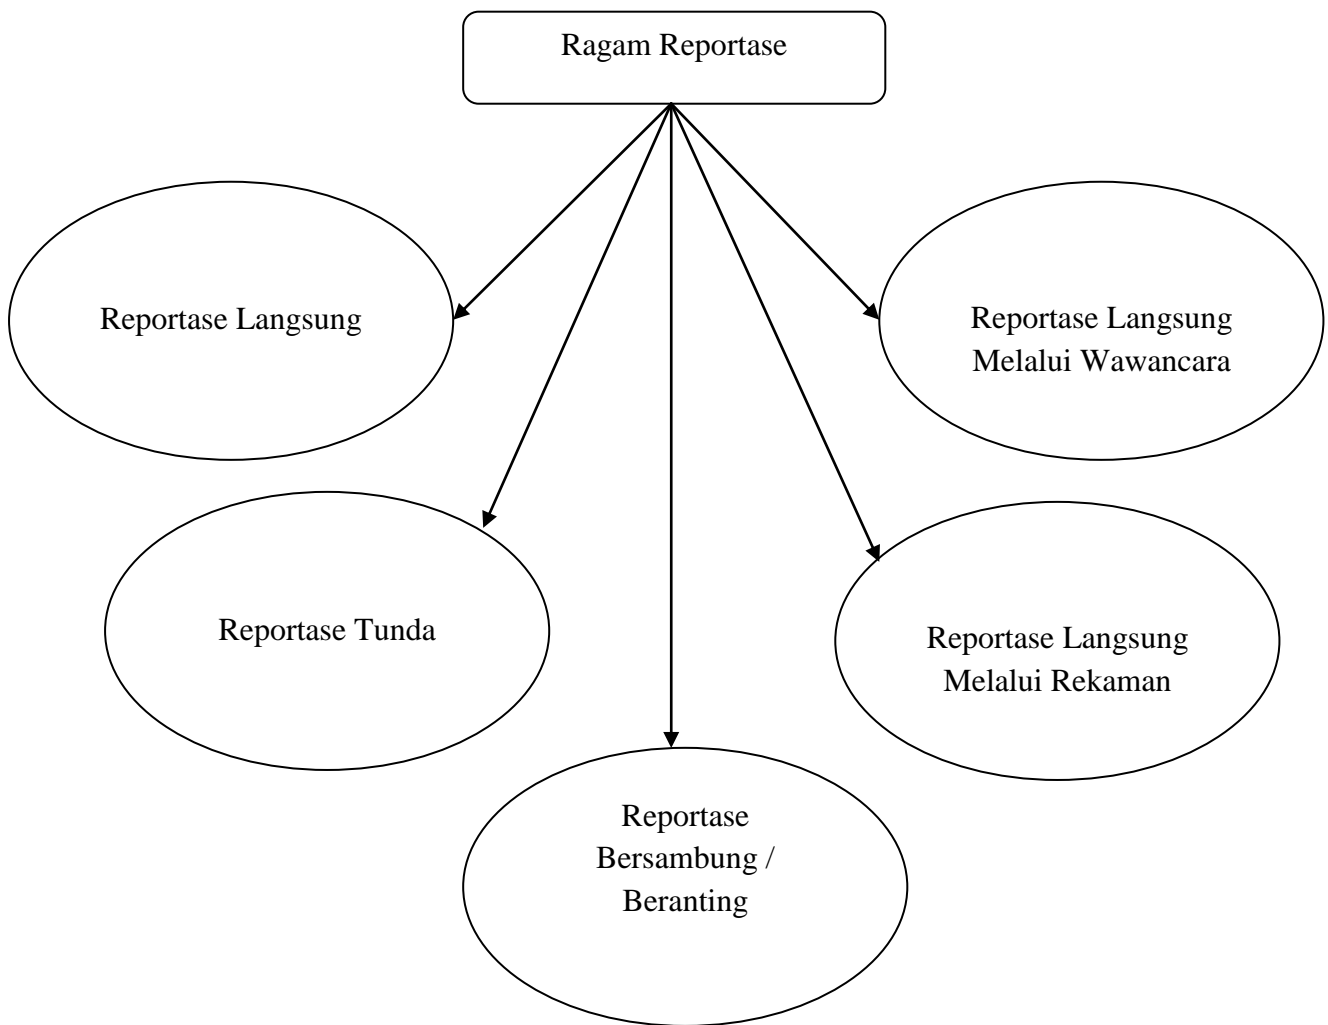 Ragam Reportase
Reportase Langsung
Reportase Langsung
Melalui Wawancara
Reportase Tunda
Reportase Langsung
Melalui Rekaman
Reportase
Bersambung /
Beranting